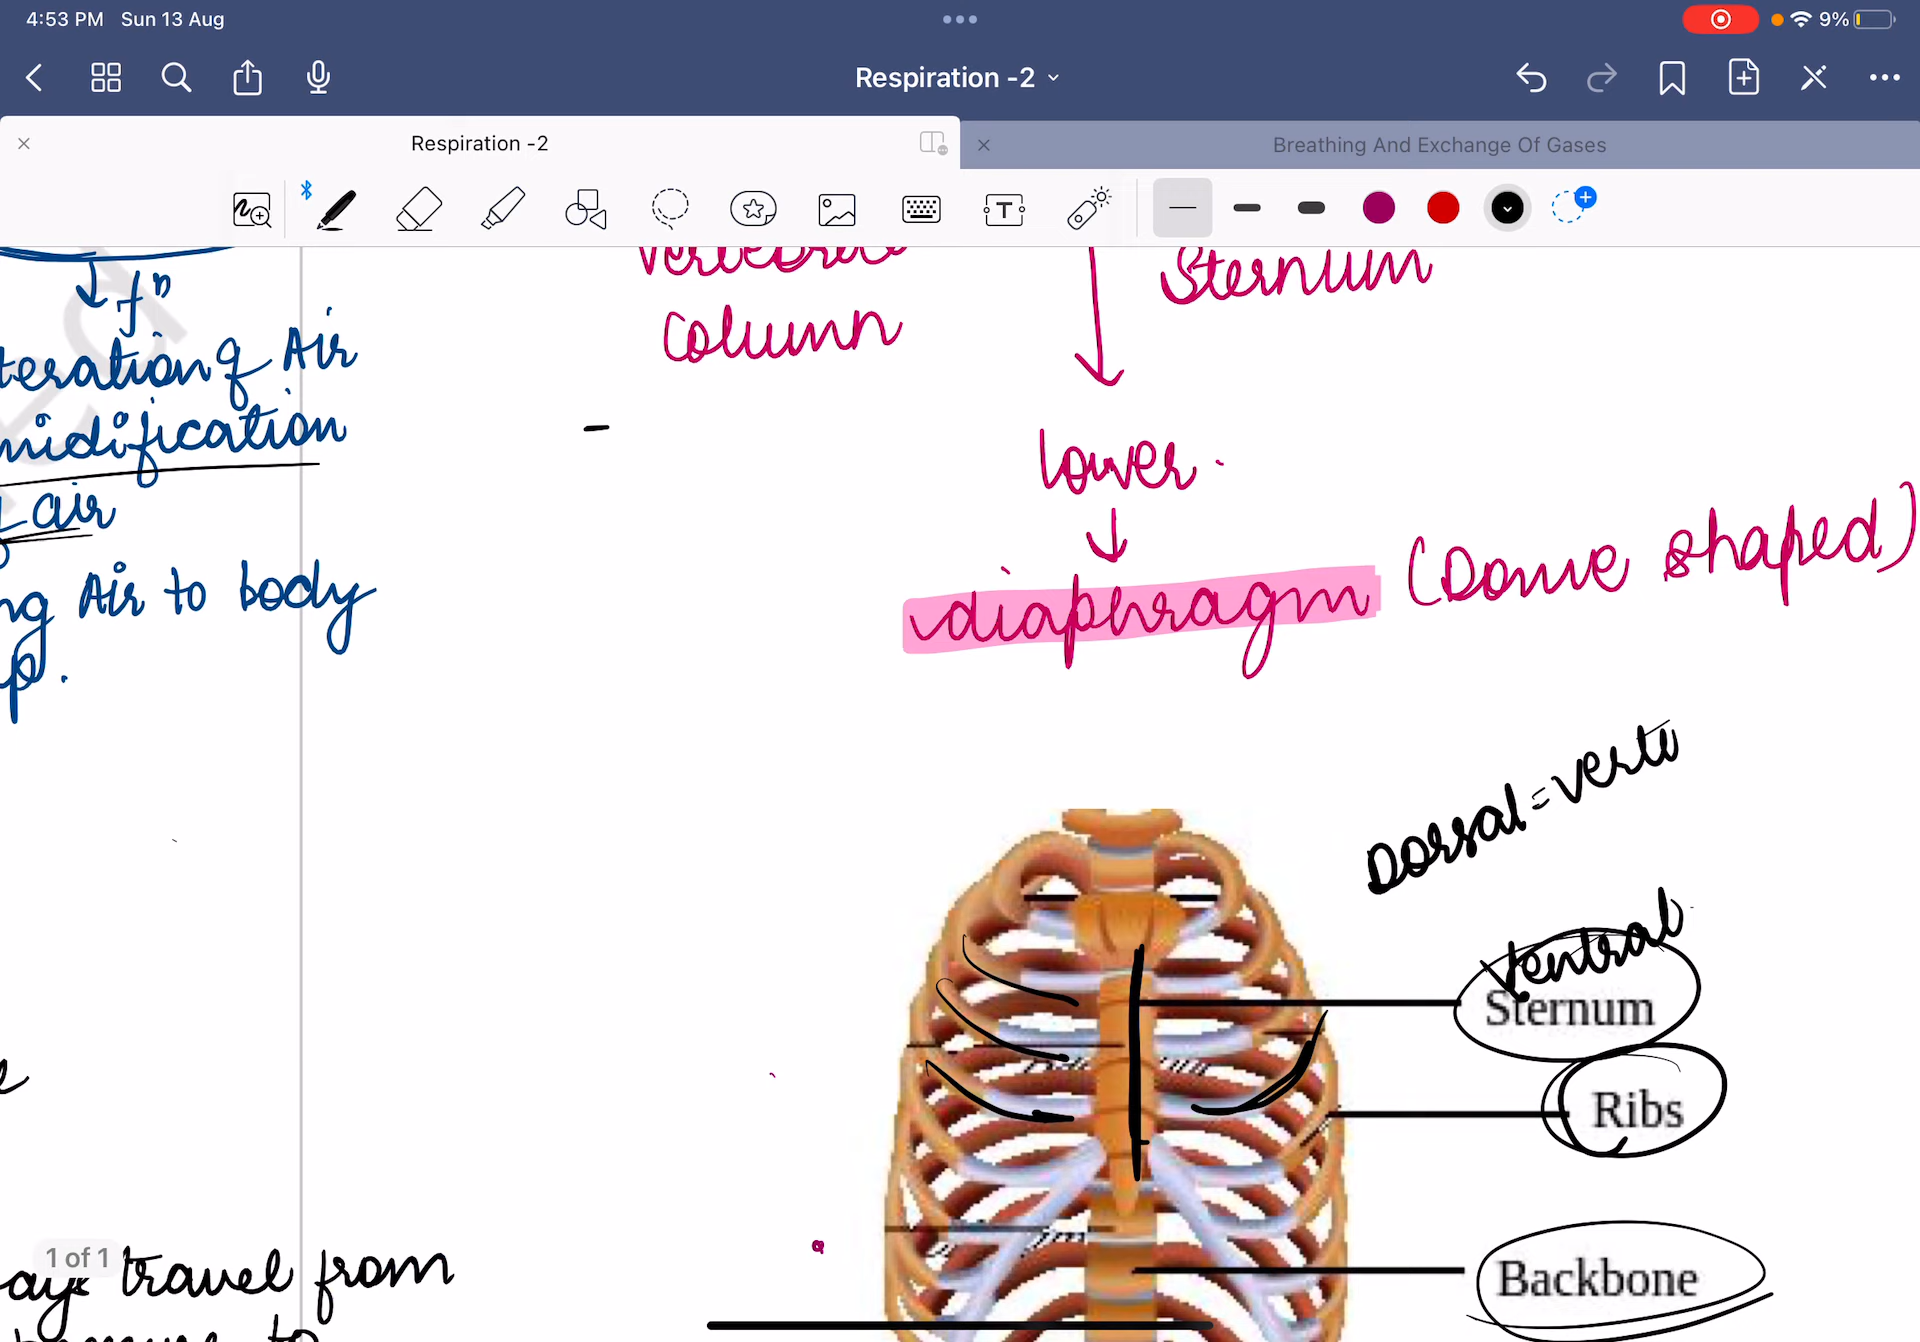 4:53 PM Sun 13 Aug
9%
Respiration -2
Respiration -2
Breathing And Exchange Of Gases
Column
Sternum
lower
diaphragm (Dome shaped)
Air
air
Air to body
Dorsal = verte
Ventral
Sternum
Ribs
Backbone
1 of 1
travel from